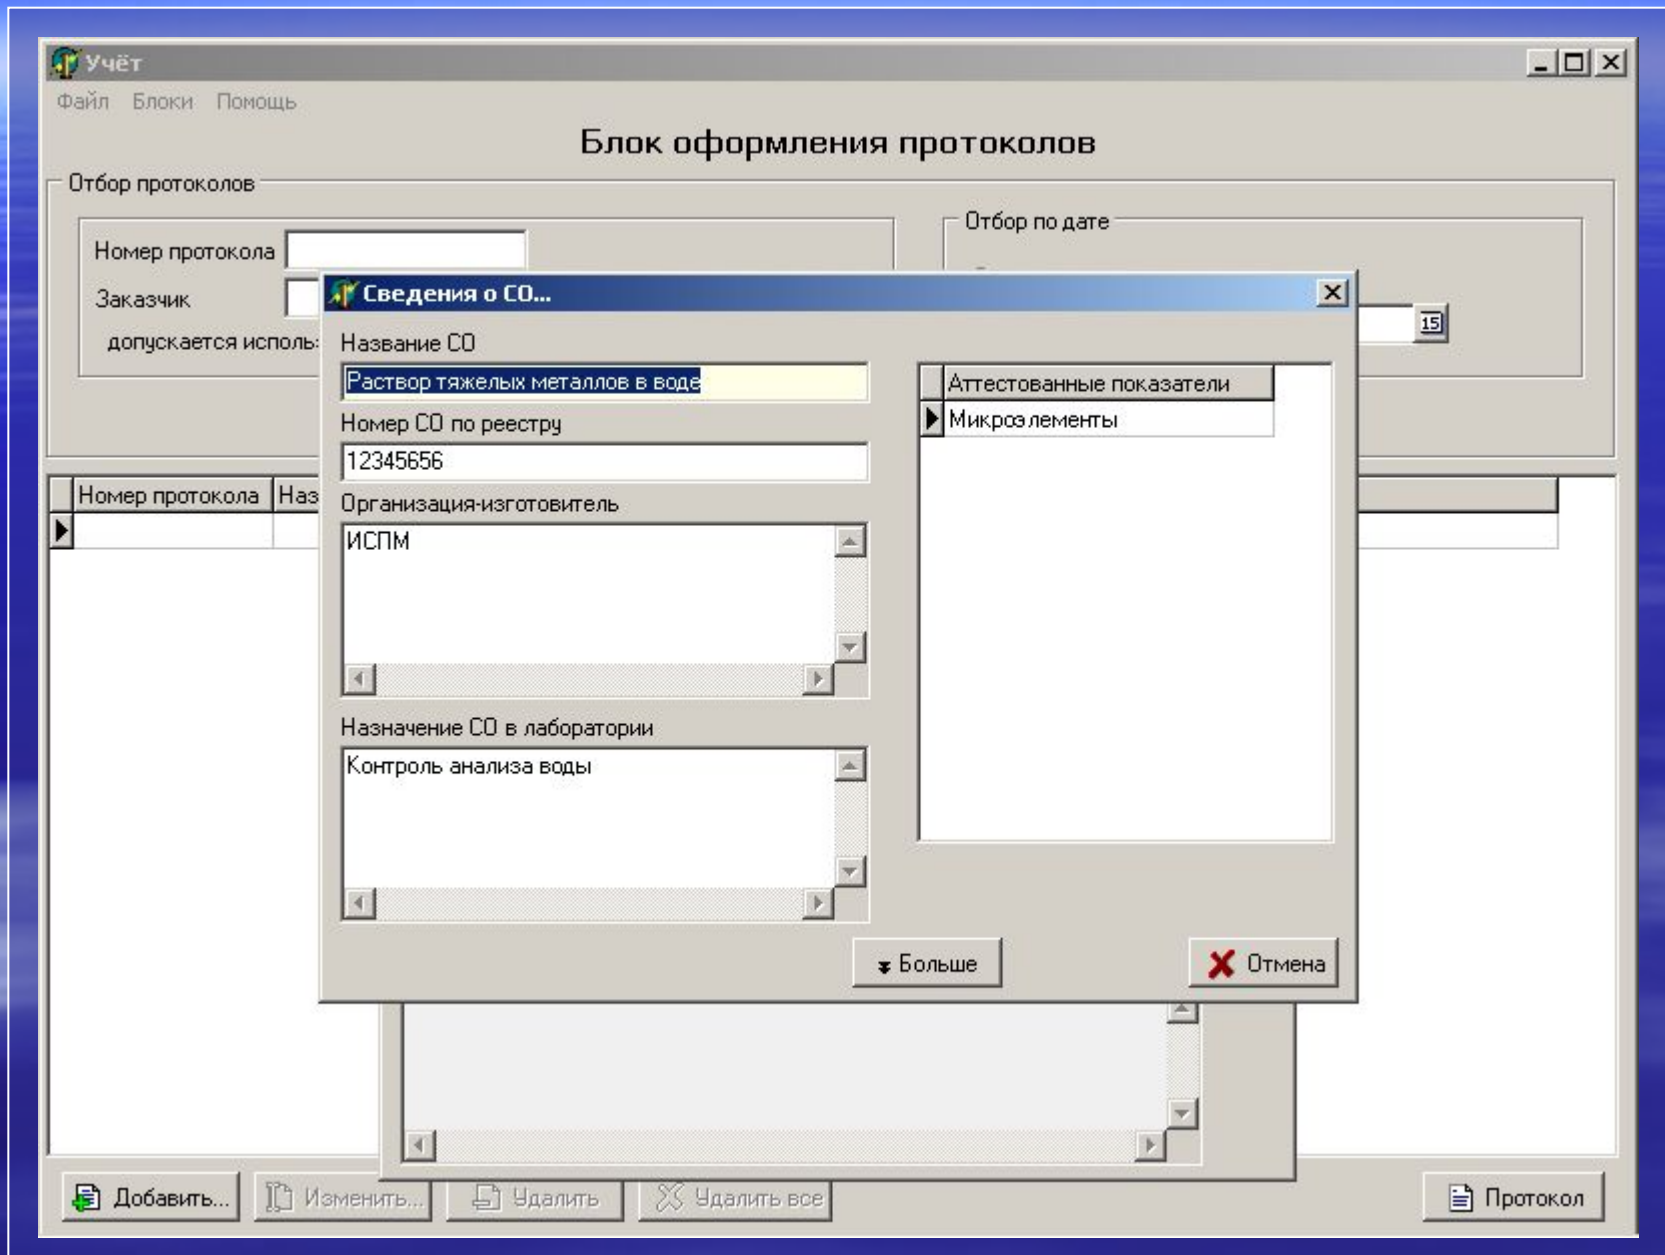 Учёт
Файл Блоки Помощь
Блок оформления протоколов
Отбор протоколов
Номер протокола
Заказчик
допускается
Отбор по дате
15
Сведения о СО...
Название СО
Раствор тяжелых металлов в воде
Номер СО по реестру
12345656
Организация-изготовитель
ИСПМ
Назначение СО в лаборатории
Контроль анализа воды
Аттестованные показатели
Микроэлементы
Больше
Отмена
Номер протокола
Добавить...
Изменить...
Удалить
Удалить все
Протокол